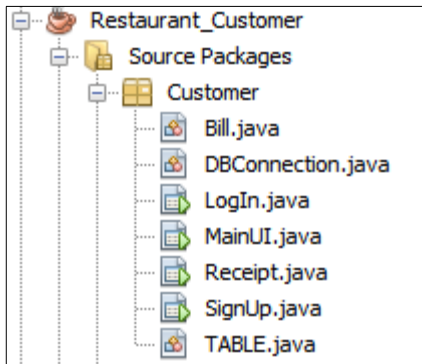 Restaurant_Customer
Source Packages
Customer
Bill.java
DBConnection.java
LogIn.java
MainUI.java
Receipt.java
SignUp.java
TABLE.java